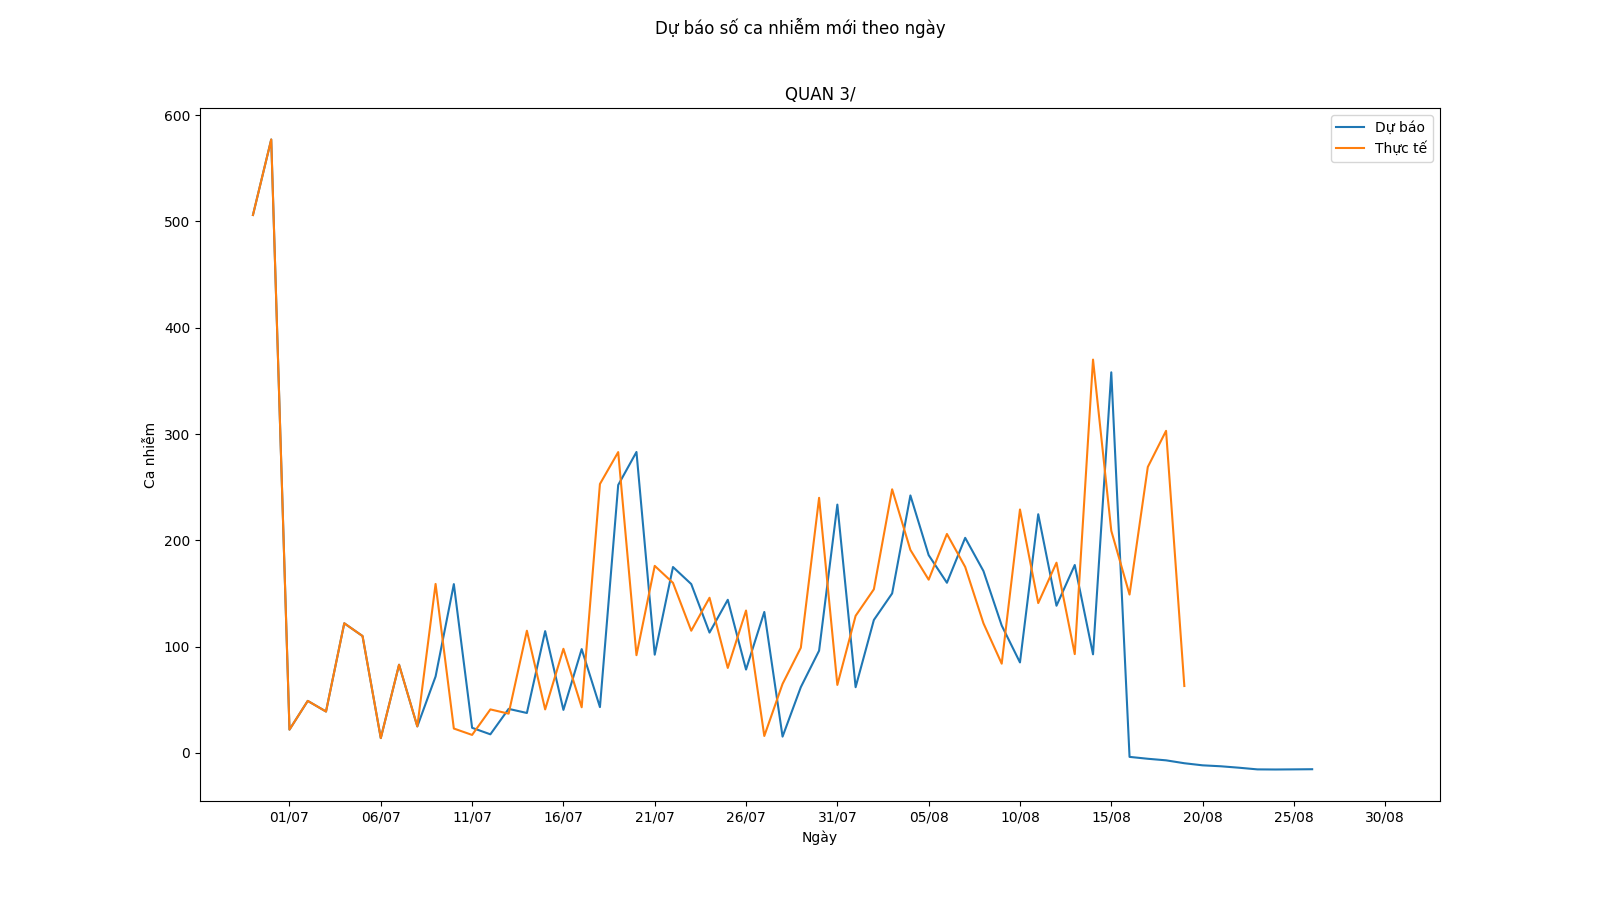 Dự báo số ca nhiễm mới theo ngày
QUAN 3/
600
500
400
300
200
100
0
Ca nhiễm
Dự báo
Thực tế
01/07 06/07 11/07 16/07 21/07 26/07 31/07 05/08 10/08 15/08 20/08 25/08 30/08
Ngày